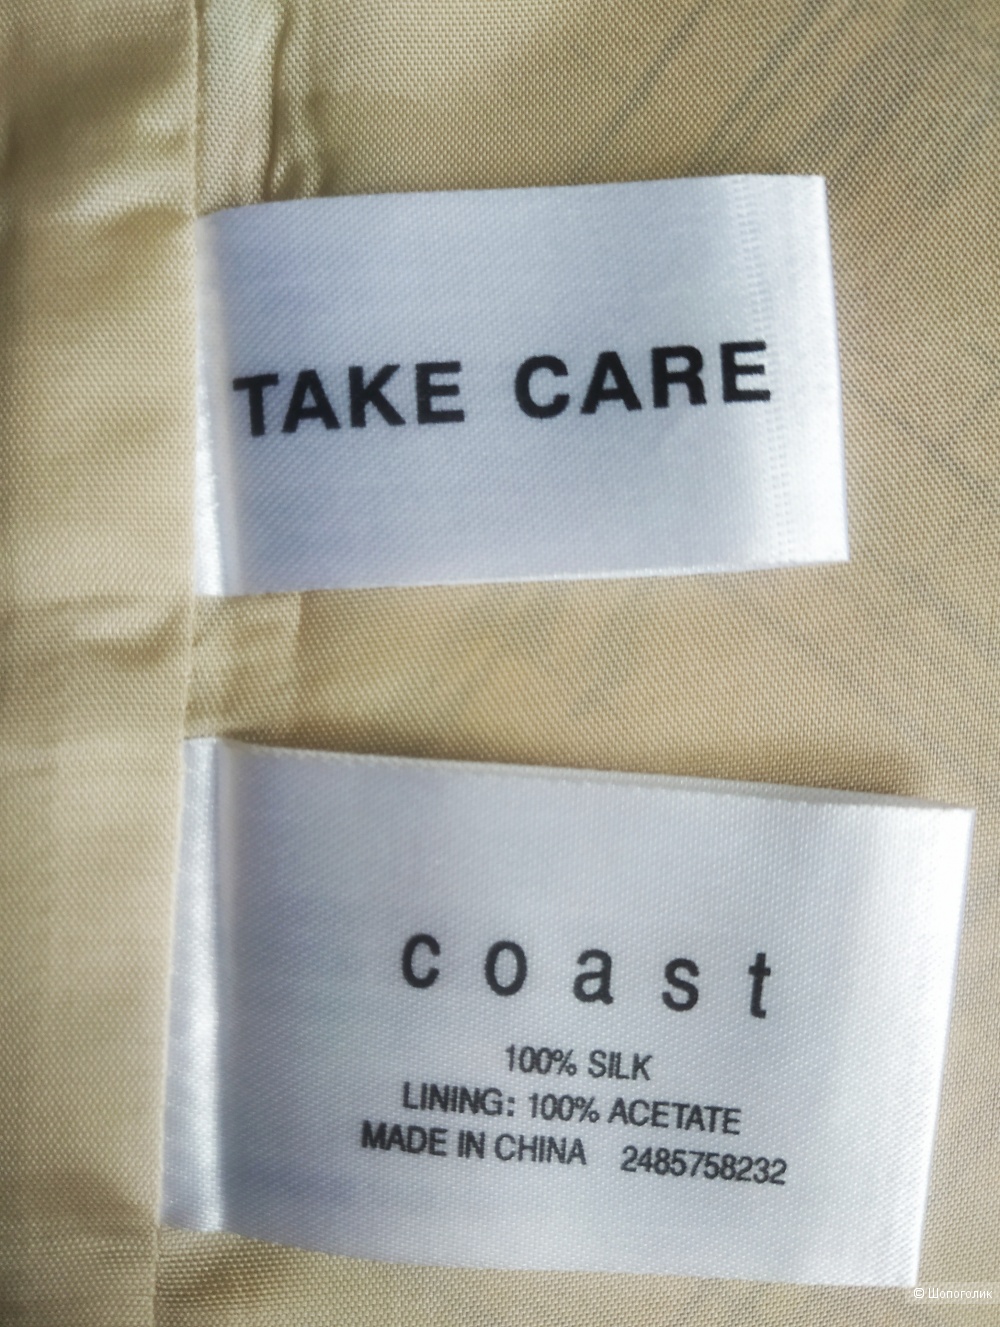 TAKE CARE
coast
100% SILK
LINING: 100% ACETATE
MADE IN CHINA 2485758232
© Шопоголик